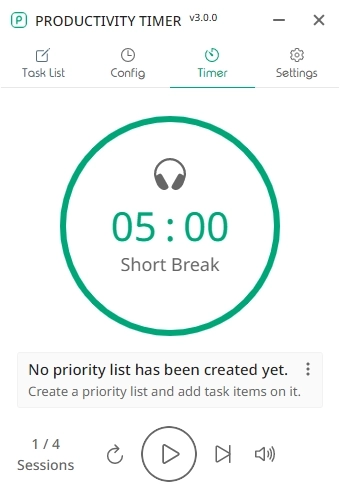 P PRODUCTIVITY TIMER v3.0.0
Task List Config Timer Settings
05 : 00
Short Break
No priority list has been created yet.
Create a priority list and add task items on it.
1 / 4
Sessions